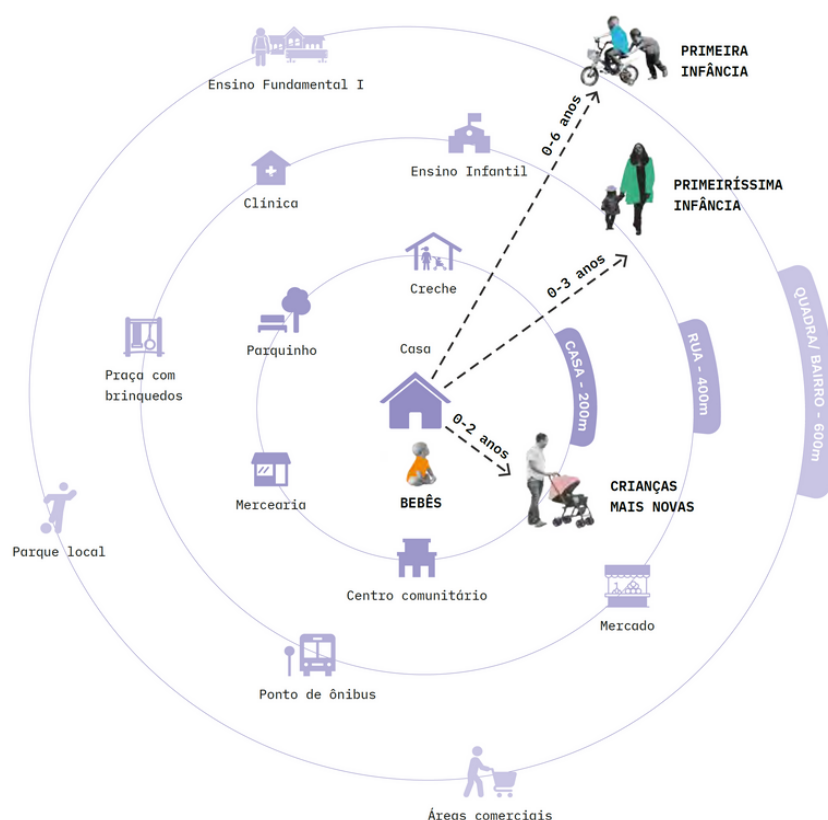 PRIMEIRA
INFÂNCIA
Ensino Fundamental I
0-6 anos
Ensino Infantil
PRIMEIRÍSSIMA
INFÂNCIA
Clínica
0-3 anos
Creche
Parquinho
Casa
CASA - 200m
RUA - 400m
QUADRA/ BAIRRO - 600m
Praça com
brinquedos
0-2 anos
BEBÊS
CRIANÇAS
MAIS NOVAS
Mercearia
Parque local
Centro comunitário
Mercado
Ponto de ônibus
Áreas comerciais